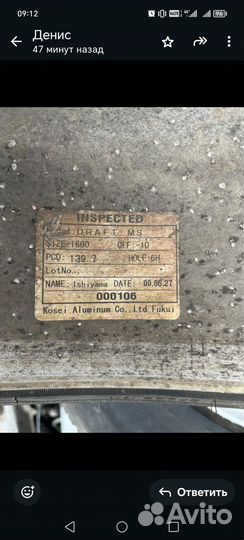 09:12
Денис
47 минут назад
INSPECTED
DRAFT MS
SIZE:1680 OFF:-10
PCD: 139.7 HOLE:6H
LotNo.:
NAME: Ishiyama DATE: 00.06.27
000106
Kosei Aluminum Co.,Ltd Fukui
Ответить
Avito